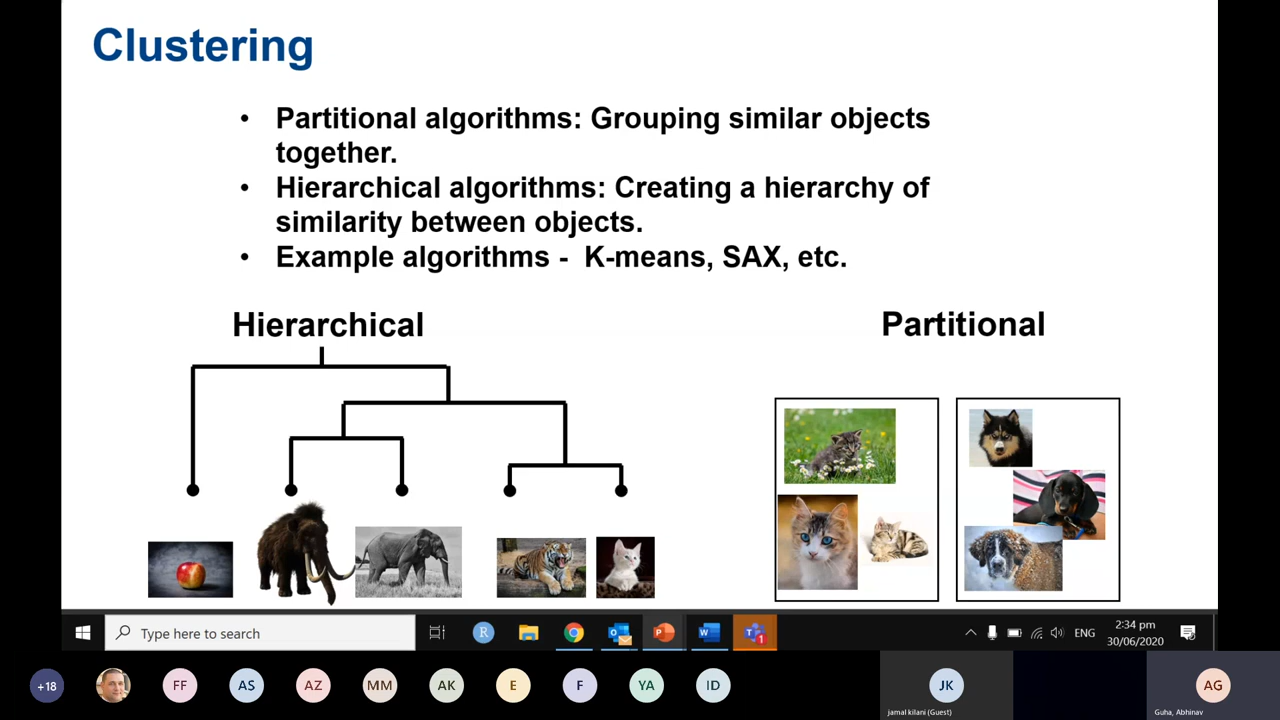 Clustering
• Partitional algorithms: Grouping similar objects
together.
• Hierarchical algorithms: Creating a hierarchy of
similarity between objects.
• Example algorithms - K-means, SAX, etc.
Hierarchical
Partitional
Type here to search
R
1
ENG
2:34 pm
30/06/2020
+18
FF
AS
AZ
MM
AK
E
F
YA
ID
JK
jamal kilani (Guest)
AG
Guha, Abhinav